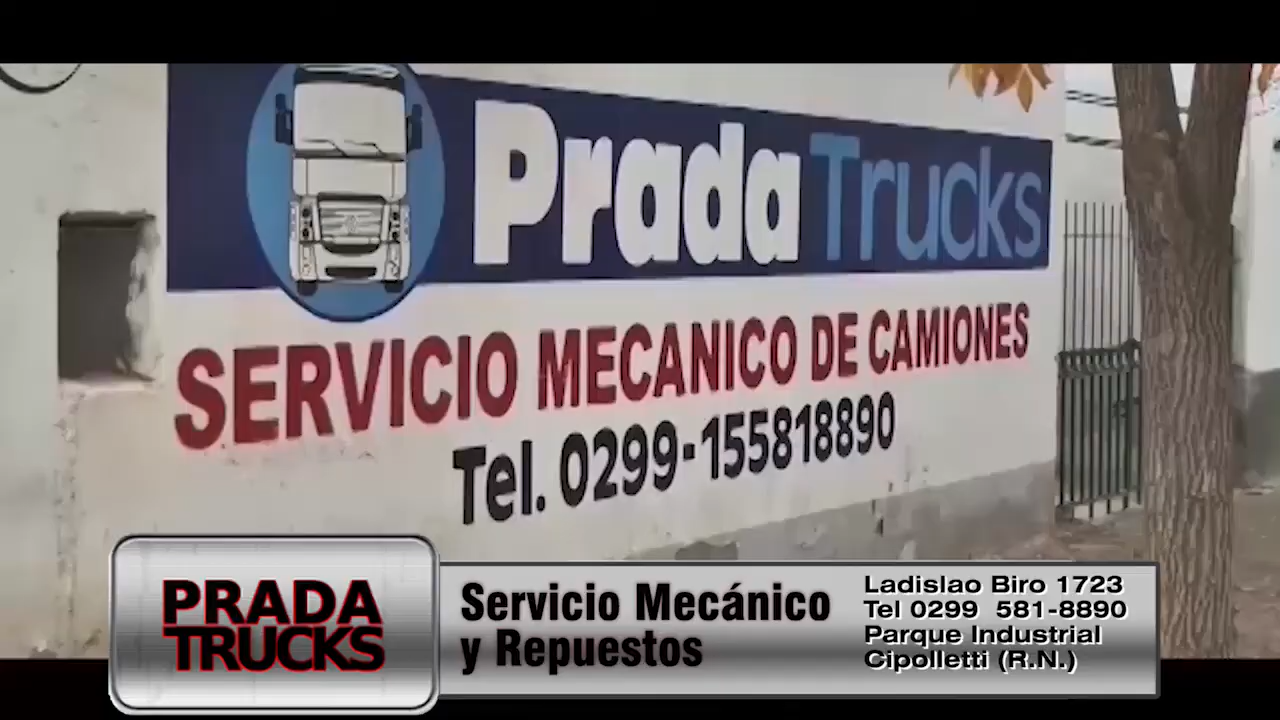 Prada Trucks
SERVICIO MECANICO DE CAMIONES
Tel. 0299-155818890
PRADA
TRUCKS
Servicio Mecánico
y Repuestos
Ladislao Biro 1723
Tel 0299 581-8890
Parque Industrial
Cipolletti (R.N.)